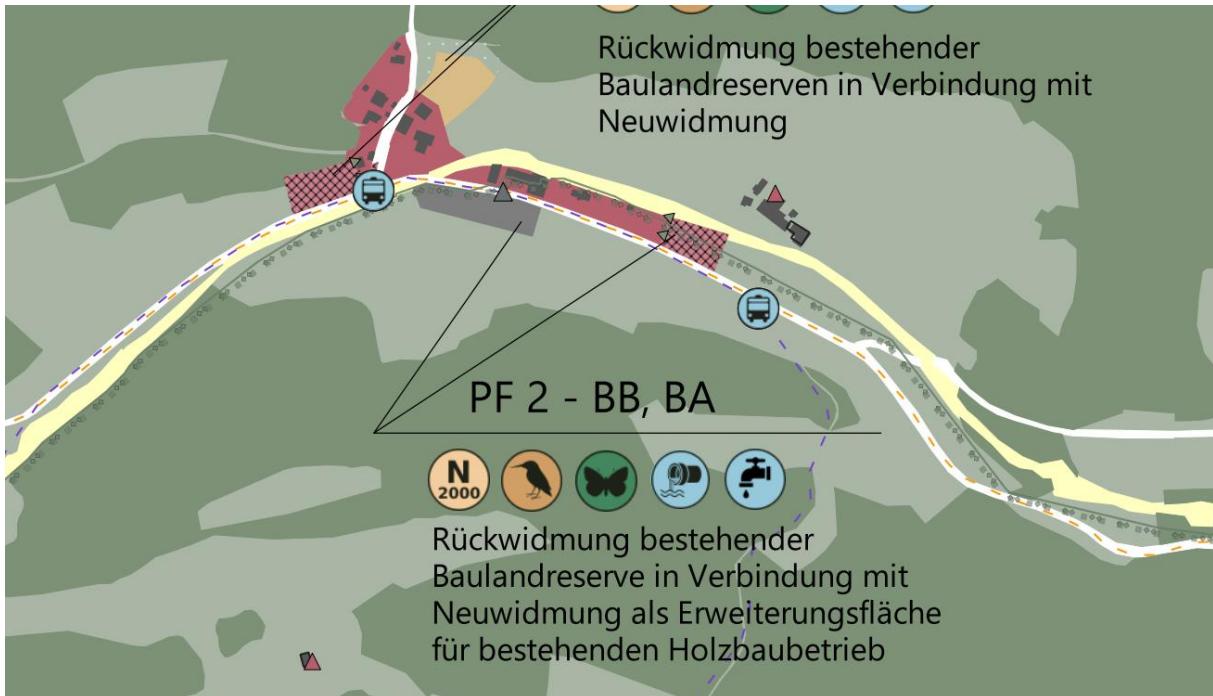 Rückwidmung bestehender
Baulandreserven in Verbindung mit
Neuwidmung
PF 2 - BB, BA
N
2000
Rückwidmung bestehender
Baulandreserve in Verbindung mit
Neuwidmung als Erweiterungsfläche
für bestehenden Holzbaubetrieb